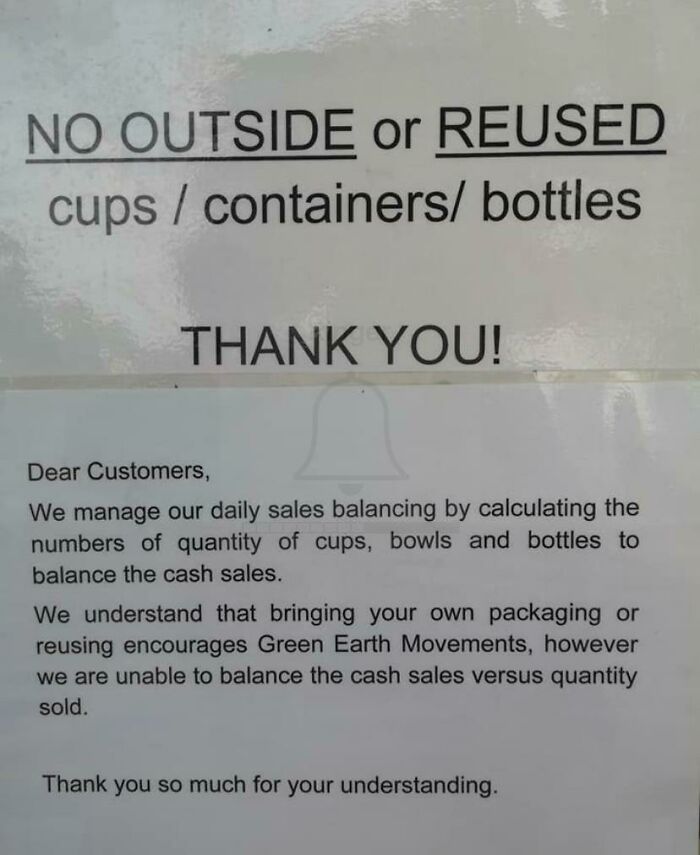 NO OUTSIDE or REUSED
cups / containers/ bottles
THANK YOU!
Dear Customers,
We manage our daily sales balancing by calculating the
numbers of quantity of cups, bowls and bottles to
balance the cash sales.
We understand that bringing your own packaging or
reusing encourages Green Earth Movements, however
we are unable to balance the cash sales versus quantity
sold.
Thank you so much for your understanding.